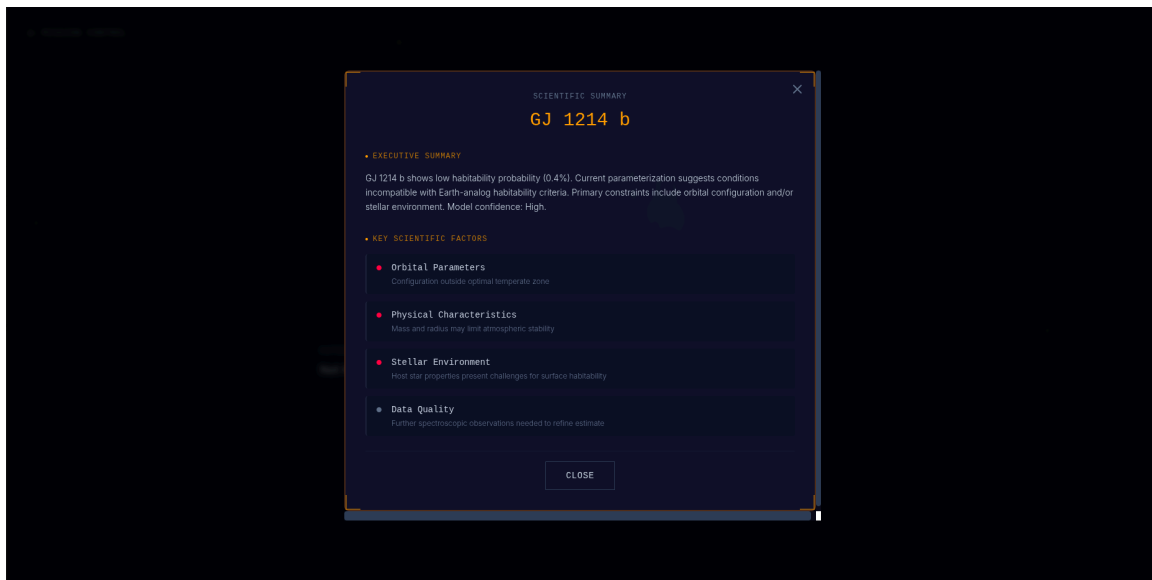 SCIENTIFIC SUMMARY
GJ 1214 b
EXECUTIVE SUMMARY
GJ 1214 b shows low habitability probability (0.4%). Current parameterization suggests conditions
incompatible with Earth-analog habitability criteria. Primary constraints include orbital configuration and/or
stellar environment. Model confidence: High.
KEY SCIENTIFIC FACTORS
Orbital Parameters
Configuration outside optimal temperate zone
Physical Characteristics
Mass and radius may limit atmospheric stability
Stellar Environment
Host star properties present challenges for surface habitability
Data Quality
Further spectroscopic observations needed to refine estimate
CLOSE